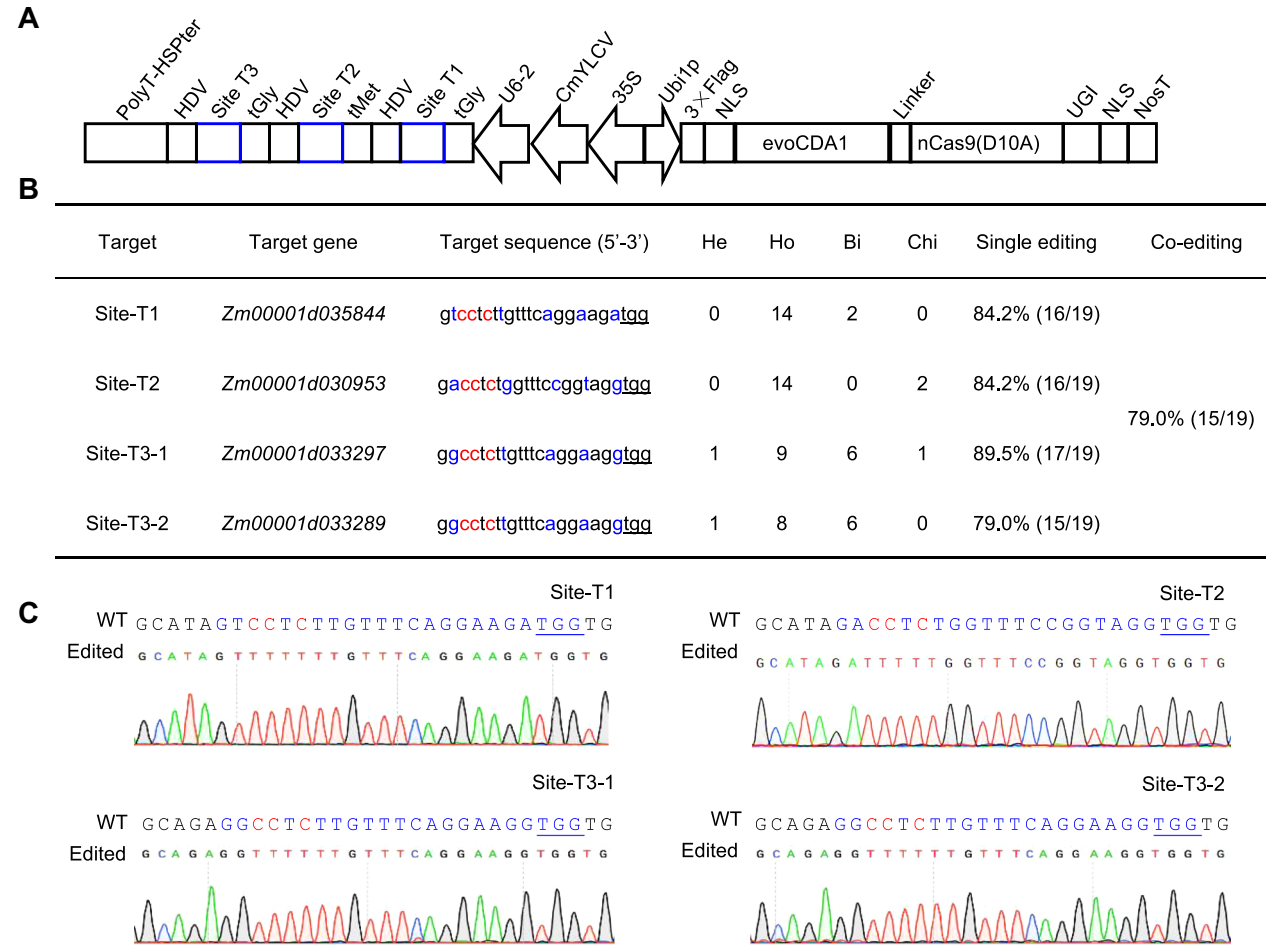 A
PolyT-HSPter HDV Site T3 tGly HDV Site T2 tMet HDV Site T1 tGly U6-2 CmYLCV 35S Ubi1p 3×Flag NLS Linker UGI NLS NosT
evoCDA1 nCas9(D10A)
B
Target Target gene Target sequence (5’-3’) He Ho Bi Chi Single editing Co-editing
Site-T1 Zm00001d035844 gtcctcttgtttcaggaagatgg 0 14 2 0 84.2% (16/19)
Site-T2 Zm00001d030953 gacctctggtttccggtaggtgg 0 14 0 2 84.2% (16/19)
79.0% (15/19)
Site-T3-1 Zm00001d033297 ggcctcttgtttcaggaaggtgg 1 9 6 1 89.5% (17/19)
Site-T3-2 Zm00001d033289 ggcctcttgtttcaggaaggtgg 1 8 6 0 79.0% (15/19)
C
Site-T1
WT GCATAGTCCTCTTGTTTCAGGAAGATGGTG
Edited GCATAGTTTTTTTGTTTCAGGAAGATGGTG
Site-T2
WT GCATAGACCTCTGGTTTCCGGTAGGTGGTG
Edited GCATAGATTTTTGGTTTCCGGTAGGTGGTG
Site-T3-1
WT GCAGAGGCCTCTTGTTTCAGGAAGGTGGTG
Edited GCAGAGGTTTTTTGTTTCAGGAAGGTGGTG
Site-T3-2
WT GCAGAGGCCTCTTGTTTCAGGAAGGTGGTG
Edited GCAGAGGTTTTTTGTTTCAGGAAGGTGGTG